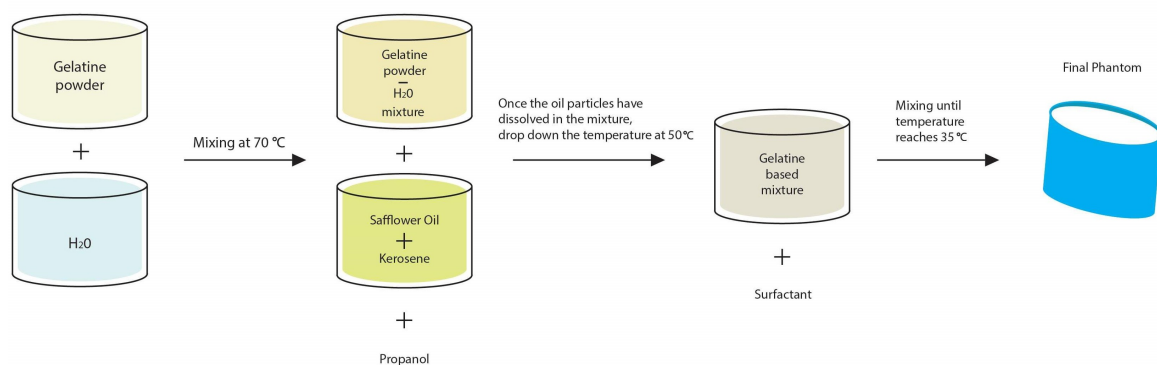 Gelatine
powder
+
H2O
Mixing at 70 °C
Gelatine
powder
–
H2O
mixture
+
Safflower Oil
+
Kerosene
+
Propanol
Once the oil particles have
dissolved in the mixture,
drop down the temperature at 50°C
Gelatine
based
mixture
+
Surfactant
Mixing until
temperature
reaches 35°C
Final Phantom